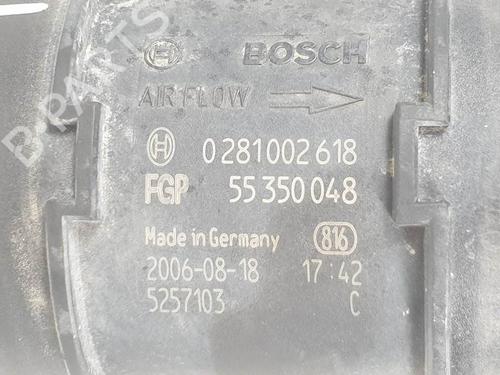 B-PARTS
BOSCH
AIR FLOW
0 281 002 618
FGP 55 350 048
Made in Germany 816
2006-08-18 17:42
5257103 C